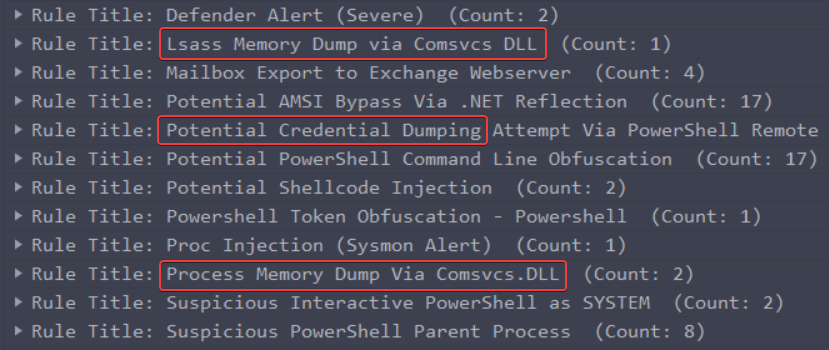 Rule Title: Defender Alert (Severe) (Count: 2)
Rule Title: Lsass Memory Dump via Comsvcs DLL (Count: 1)
Rule Title: Mailbox Export to Exchange Webserver (Count: 4)
Rule Title: Potential AMSI Bypass Via .NET Reflection (Count: 17)
Rule Title: Potential Credential Dumping Attempt Via PowerShell Remote
Rule Title: Potential PowerShell Command Line Obfuscation (Count: 17)
Rule Title: Potential Shellcode Injection (Count: 2)
Rule Title: Powershell Token Obfuscation - Powershell (Count: 1)
Rule Title: Proc Injection (Sysmon Alert) (Count: 1)
Rule Title: Process Memory Dump Via Comsvcs.DLL (Count: 2)
Rule Title: Suspicious Interactive PowerShell as SYSTEM (Count: 2)
Rule Title: Suspicious PowerShell Parent Process (Count: 8)